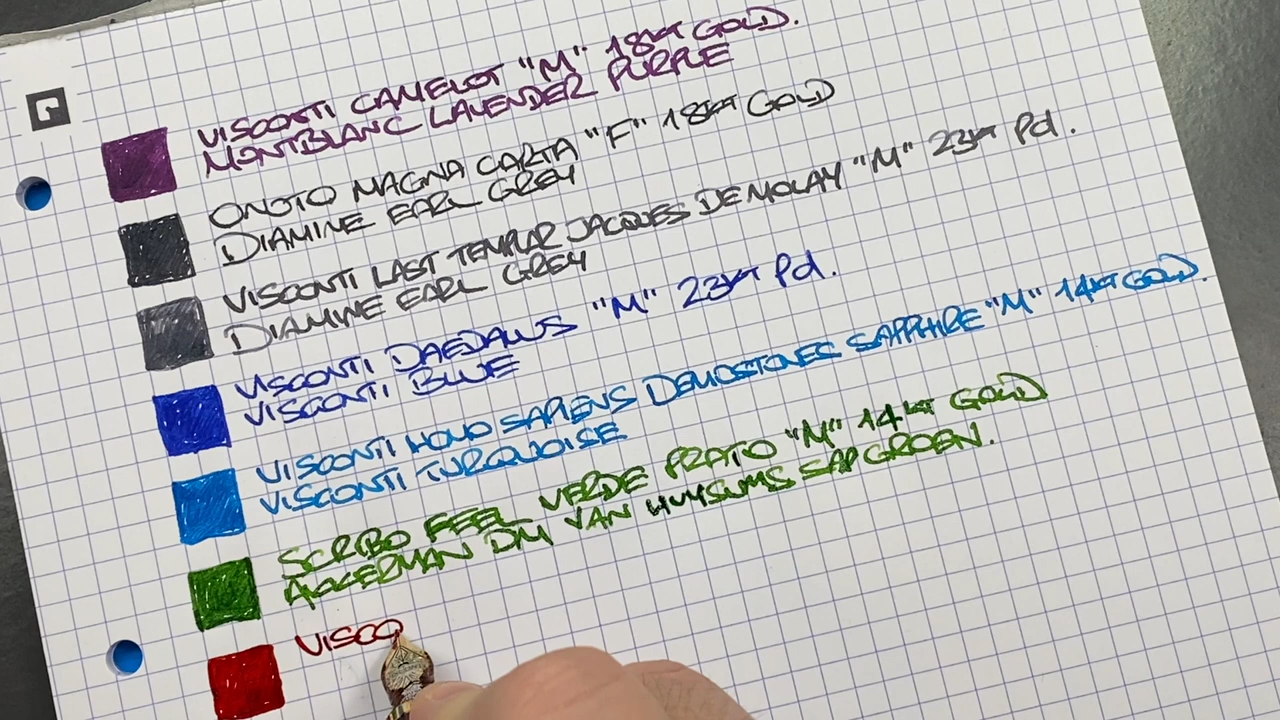 VISCONTI CAMELOT "M" 18KT GOLD.
MONTBLANC LAVENDER PURPLE
ONOTO MAGNA CARTA "F" 18KT GOLD
DIAMINE EARL GREY
VISCONTI LAST TEMPLAR JACQUES DE MOLAY "M" 23KT Pd.
DIAMINE EARL GREY
VISCONTI DAEDALUS "M" 23KT Pd.
VISCONTI BLUE
VISCONTI HOMO SAPIENS DEMOSTONES SAPPHIRE "M" 14KT GOLD.
VISCONTI TURQUOISE
SCRIBO FEEL VERDE PRATO "M" 14KT GOLD
AKKERMAN DM VAN HUYSUMS SAP GROEN.
VISCO